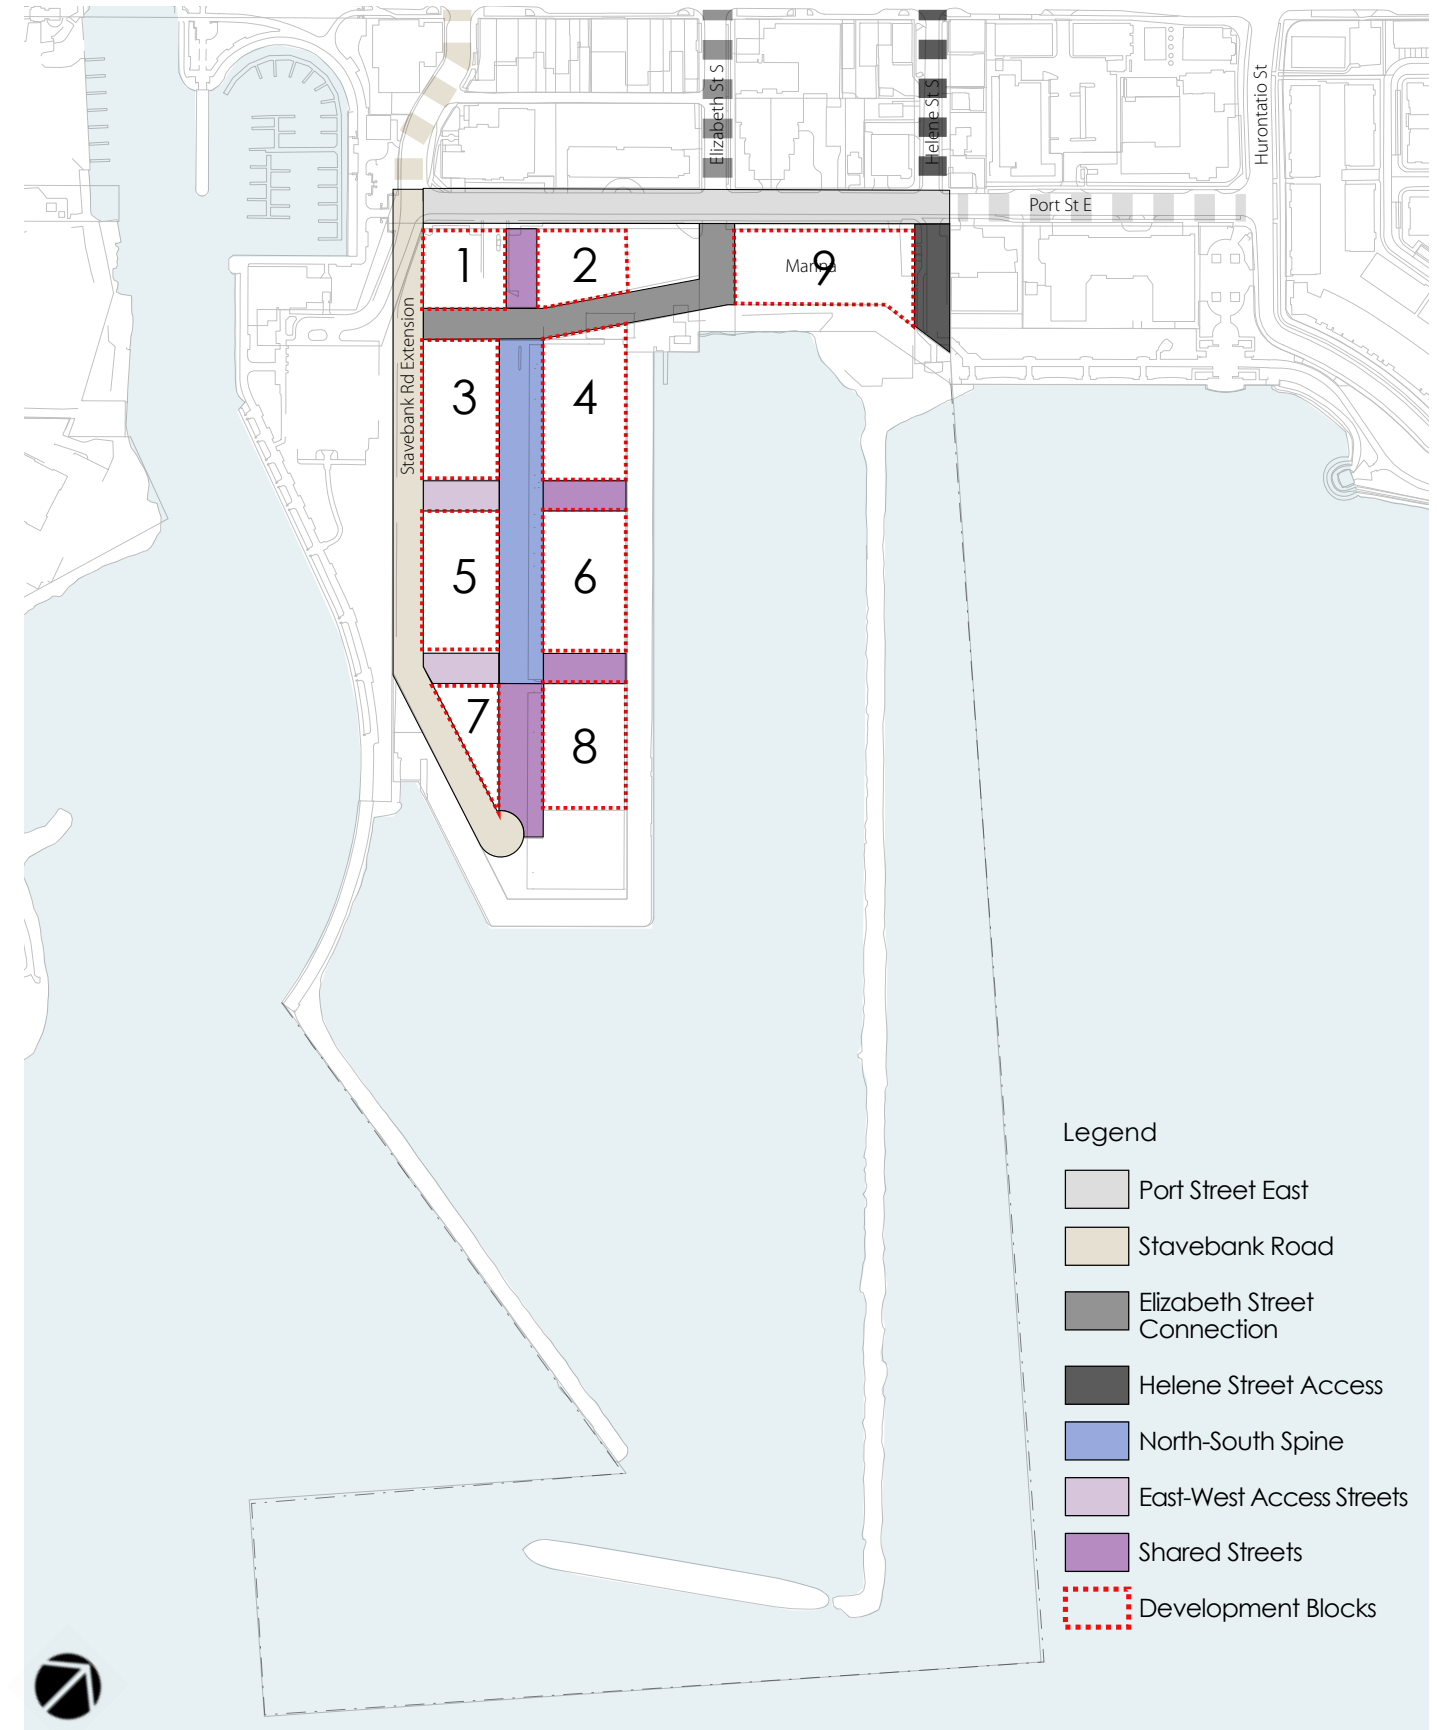 Elizabeth St S
Helene St S
Hurontatio St
Port St E
1
2
Marina
9
Stavebank Rd Extension
3
4
5
6
7
8
Legend
Port Street East
Stavebank Road
Elizabeth Street
Connection
Helene Street Access
North-South Spine
East-West Access Streets
Shared Streets
Development Blocks